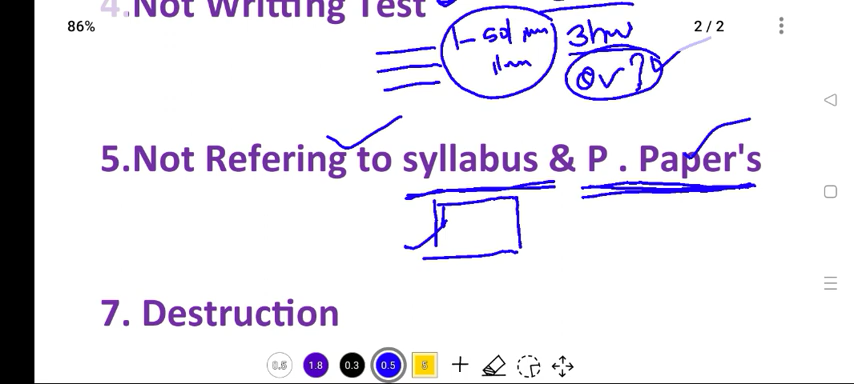 4.Not Writting Test
86%
2/2
3hw
or?
5.Not Refering to syllabus & P . Paper's
7. Destruction
0.5 1.8 0.3 0.5 5